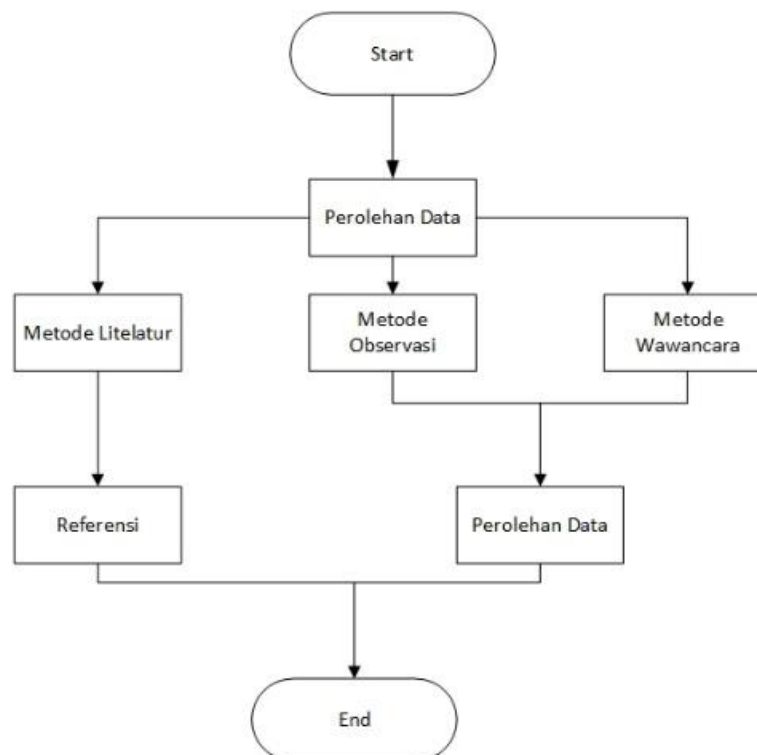 Start
Perolehan Data
Metode Litelatur
Metode
Observasi
Metode
Wawancara
Referensi
Perolehan Data
End